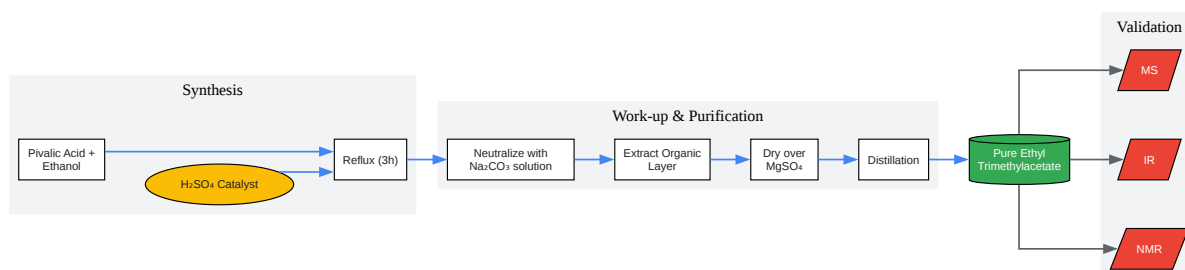 Synthesis
Pivalic Acid +
Ethanol
H₂SO₄ Catalyst
Reflux (3h)
Work-up & Purification
Neutralize with
Na₂CO₃ solution
Extract Organic
Layer
Dry over
MgSO₄
Distillation
Pure Ethyl
Trimethylacetate
Validation
MS
IR
NMR